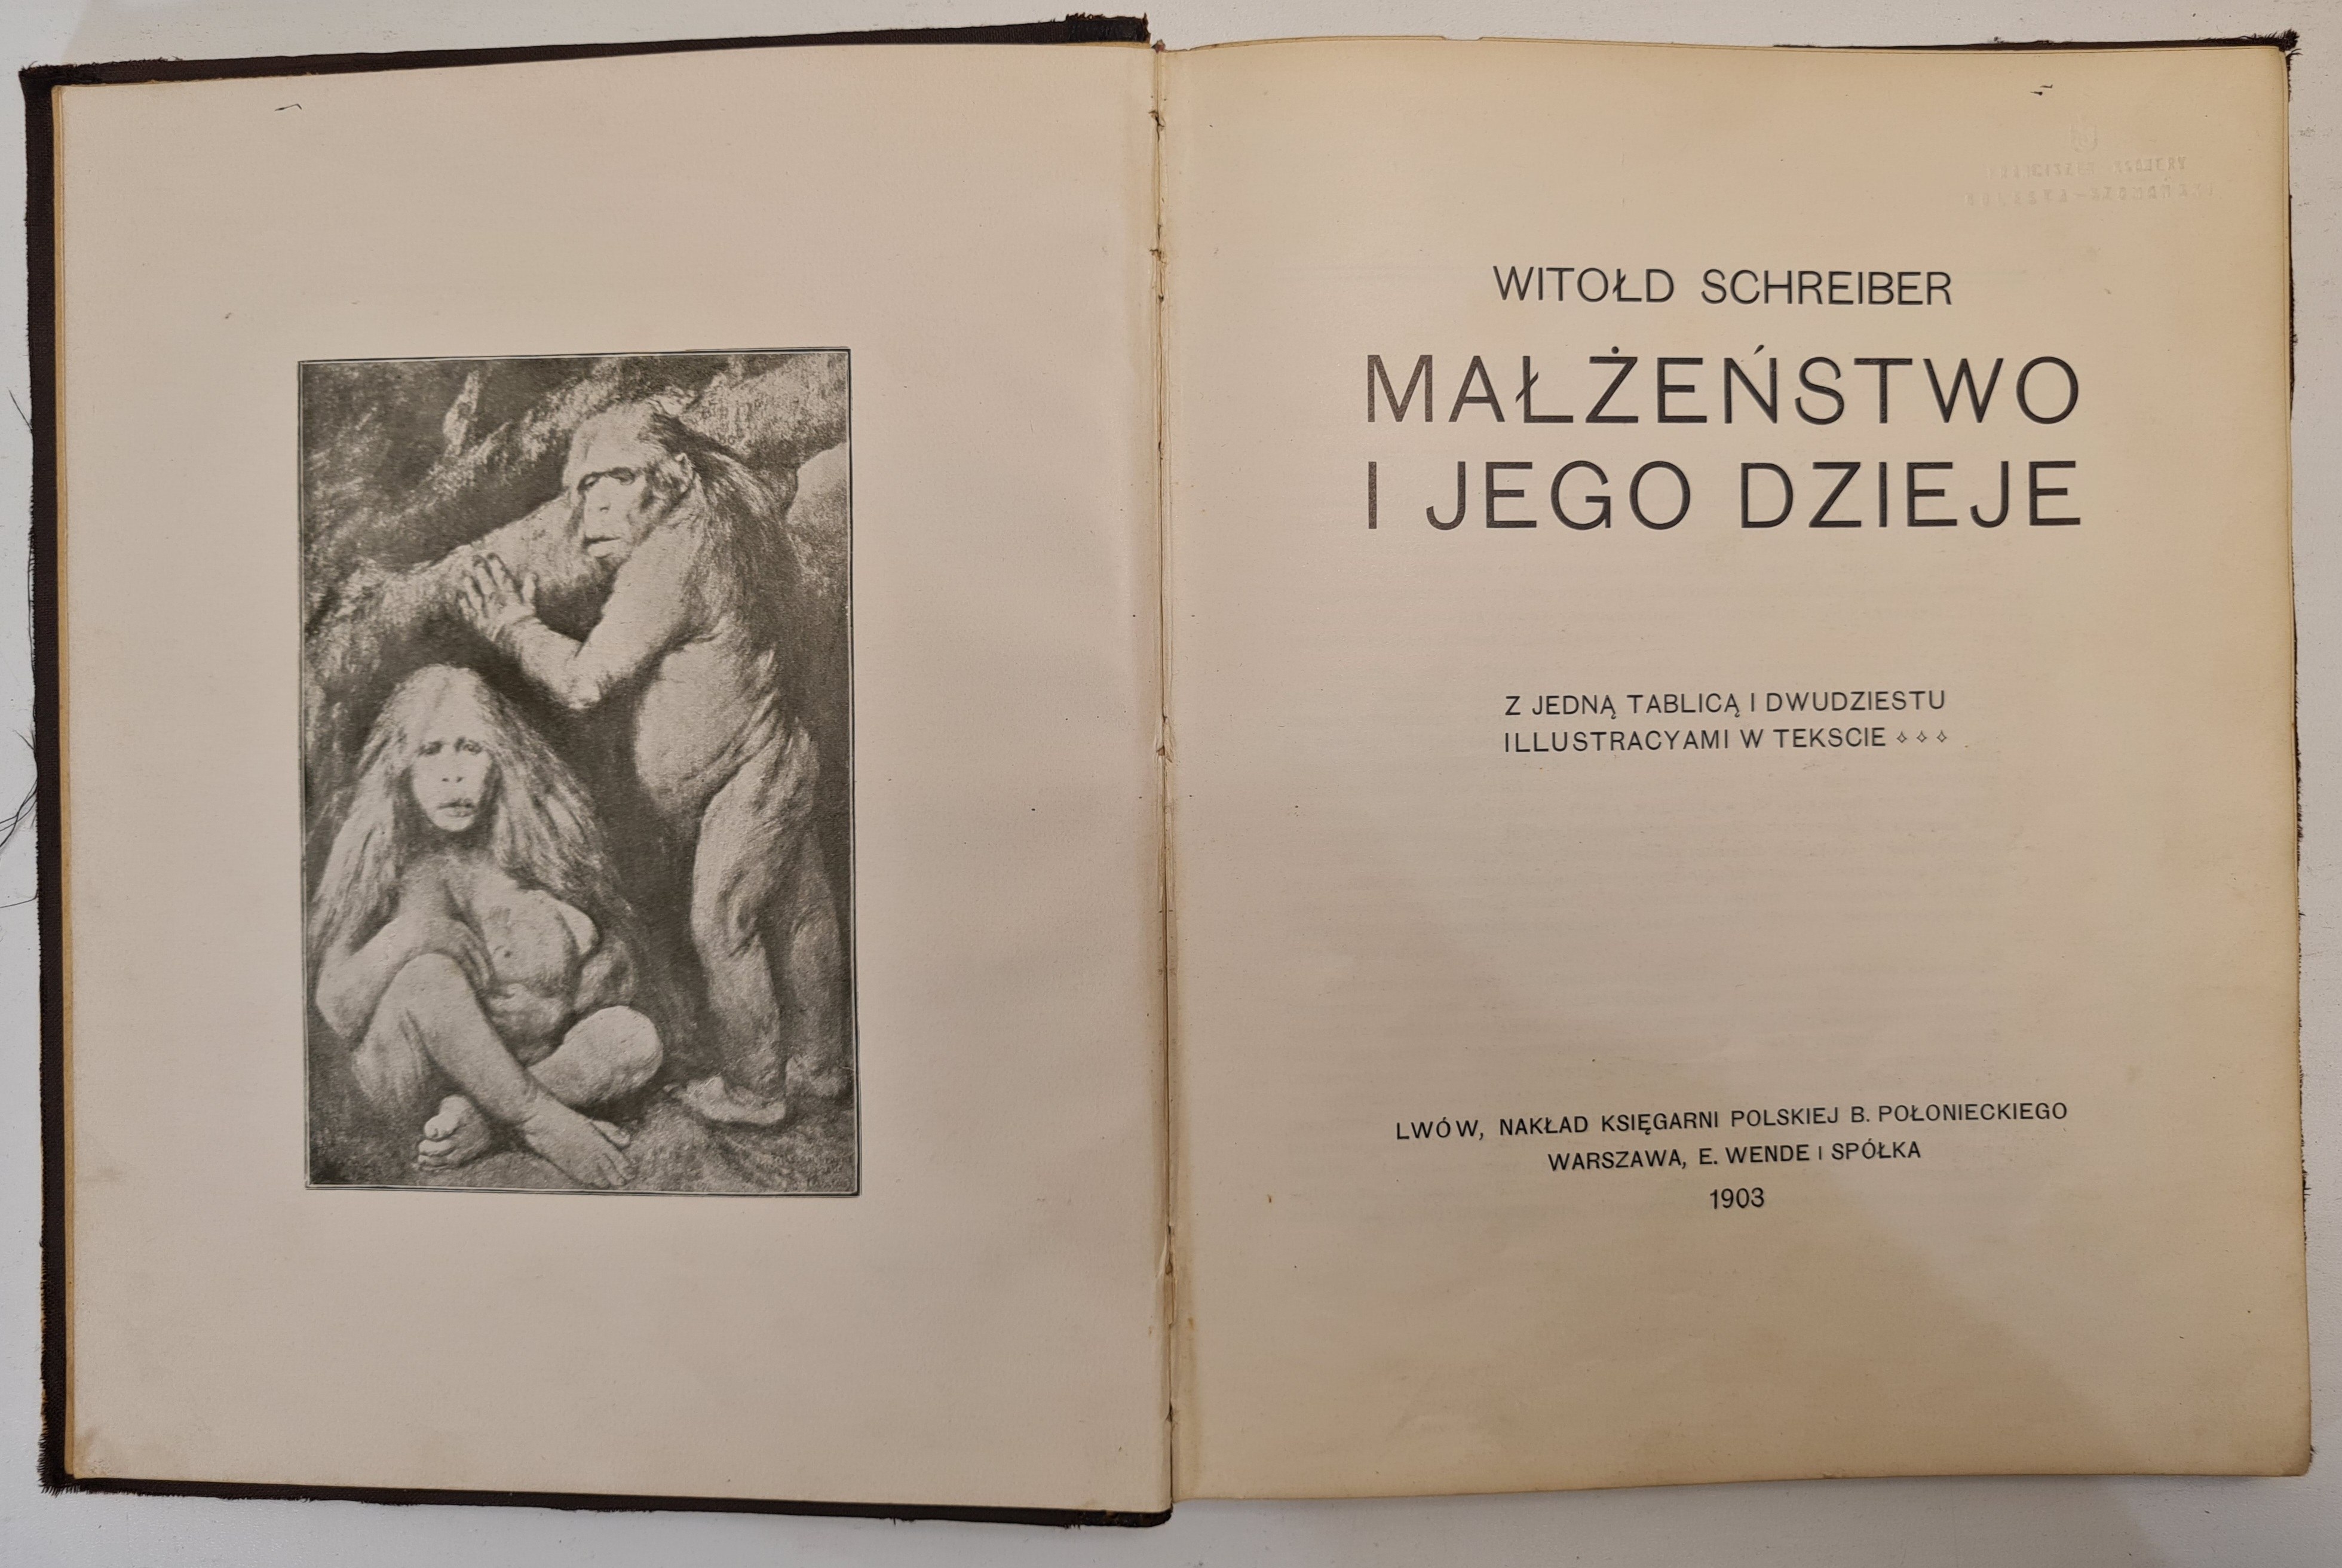 WITOŁD SCHREIBER
MAŁŻEŃSTWO
I JEGO DZIEJE
Z JEDNĄ TABLICĄ I DWUDZIESTU
ILLUSTRACYAMI W TEKSCIE
LWÓW, NAKŁAD KSIĘGARNI POLSKIEJ B. POŁONIECKIEGO
WARSZAWA, E. WENDE I SPÓŁKA
1903